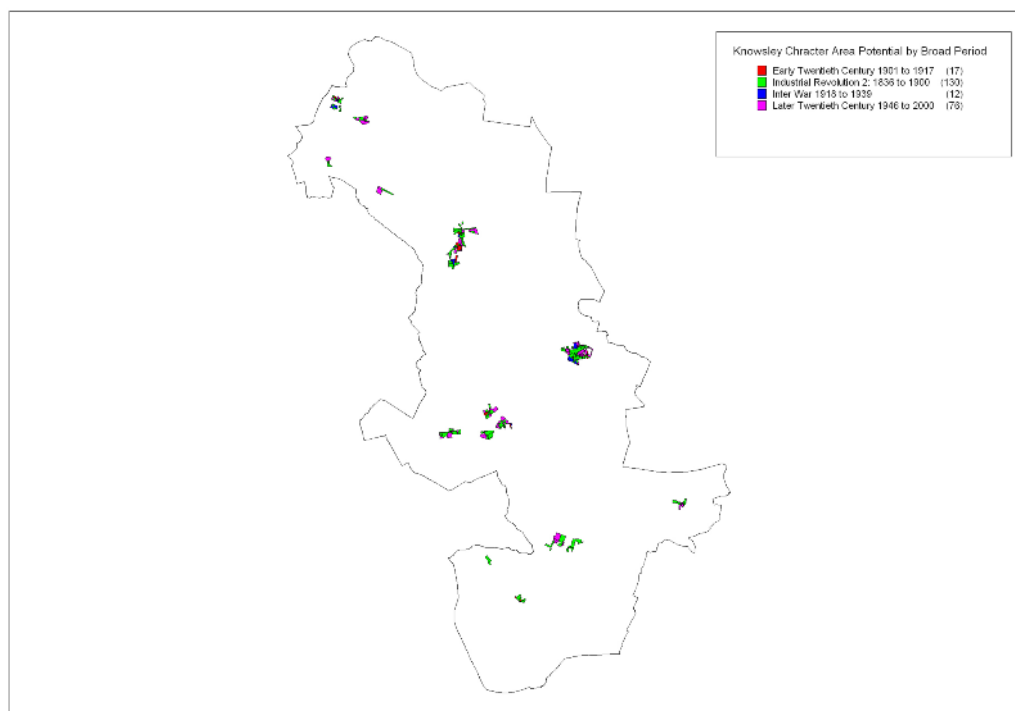 Knowsley Chracter Area Potential by Broad Period
Early Twentieth Century 1901 to 1917 (17)
Industrial Revolution 2: 1836 to 1900 (130)
Inter War 1918 to 1939 (12)
Later Twentieth Century 1946 to 2003 (76)